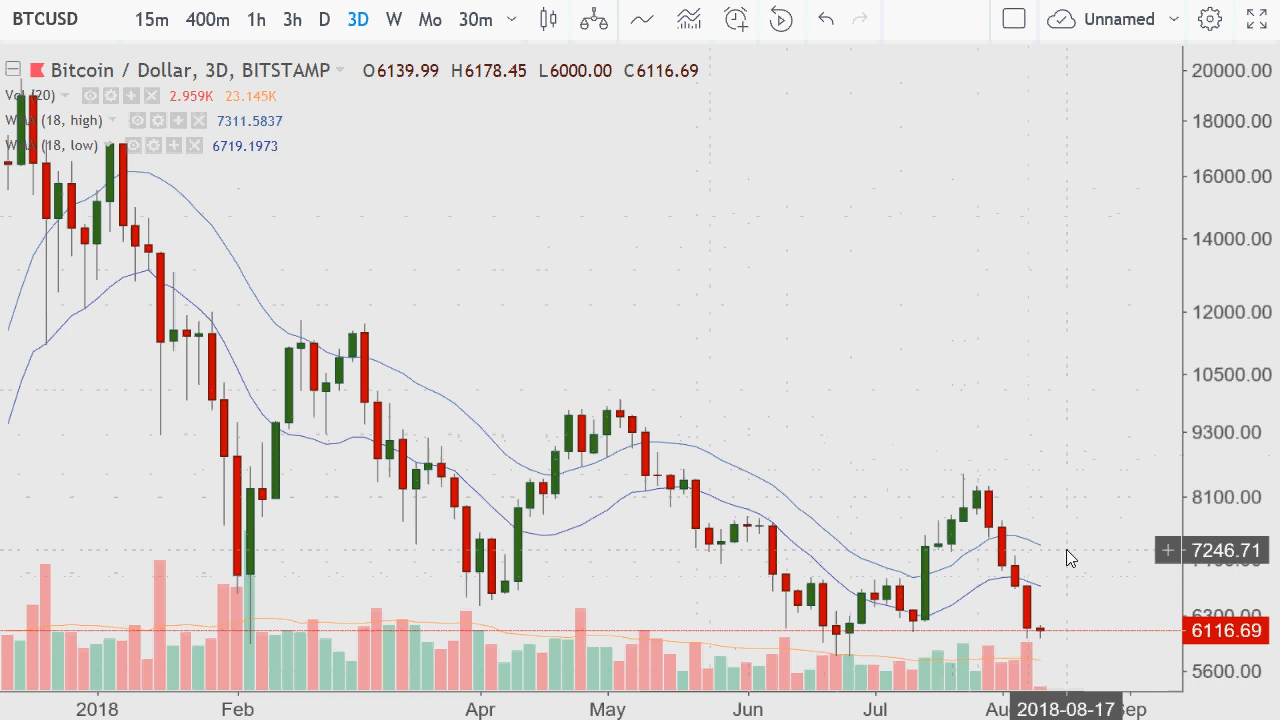 BTCUSD 15m 400m 1h 3h D 3D W Mo 30m Unnamed
Bitcoin / Dollar, 3D, BITSTAMP O6139.99 H6178.45 L6000.00 C6116.69
Vol (20) 2.959K 23.145K
(18, high) 7311.5837
(18, low) 6719.1973
20000.00
18000.00
16000.00
14000.00
12000.00
10500.00
9300.00
8100.00
7246.71
6300.00
6116.69
5600.00
2018 Feb Apr May Jun Jul 2018-08-17